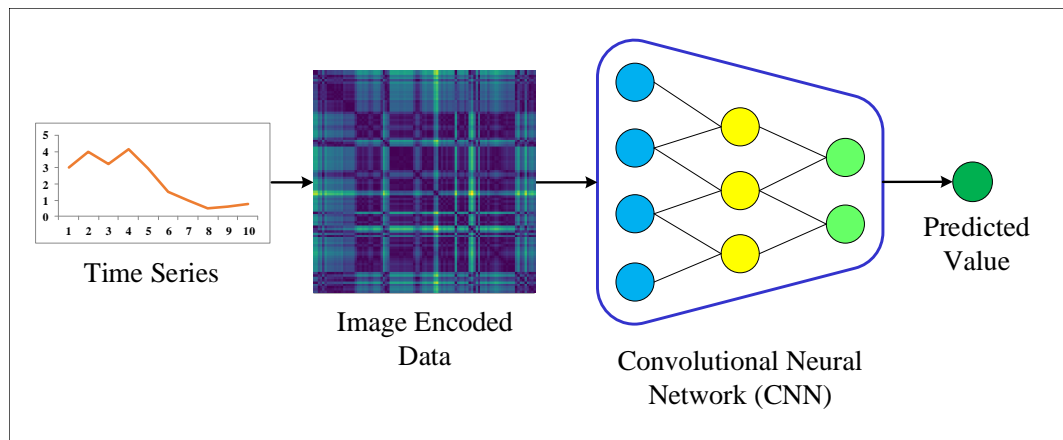 5
4
3
2
1
0
1 2 3 4 5 6 7 8 9 10
Time Series
Image Encoded
Data
Convolutional Neural
Network (CNN)
Predicted
Value